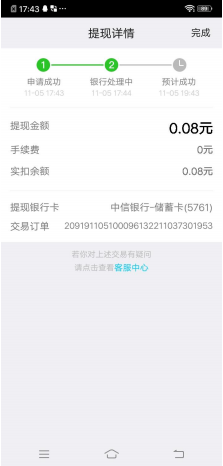 17:43
提现详情 完成
1 2
申请成功 银行处理中 预计成功
11-05 17:43 11-05 17:44 11-05 19:43
提现金额 0.08元
手续费 0元
实扣余额 0.08元
提现银行卡 中信银行-储蓄卡(5761)
交易订单 20919110510009613221103730​1953
若你对上述交易有疑问
请点击查看客服中心